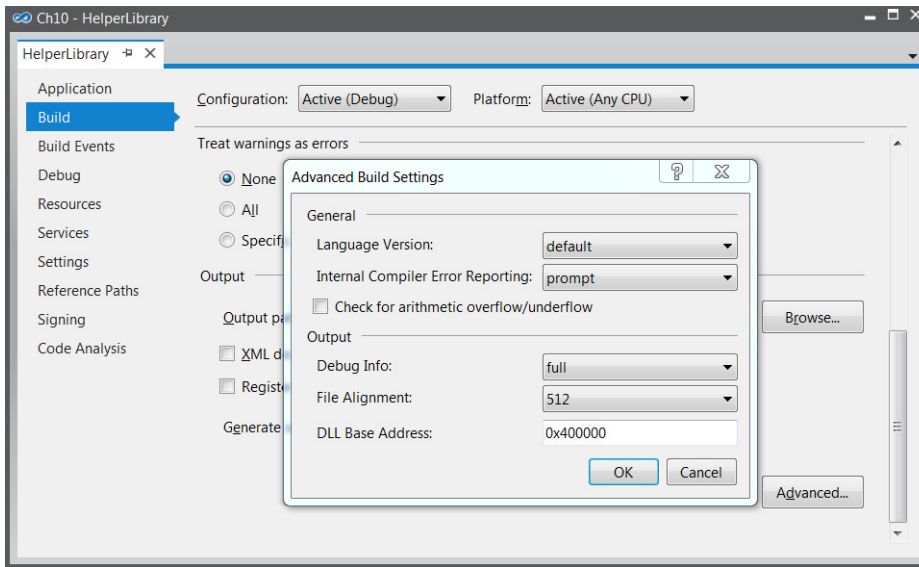 Ch10 - HelperLibrary
HelperLibrary
Application
Build
Build Events
Debug
Resources
Services
Settings
Reference Paths
Signing
Code Analysis
Configuration: Active (Debug) Platform: Active (Any CPU)
Treat warnings as errors
None
All
Output
Output
XML
Generate
Browse...
Advanced...
Advanced Build Settings
General
Language Version: default
Internal Compiler Error Reporting: prompt
Check for arithmetic overflow/underflow
Output
Debug Info: full
File Alignment: 512
DLL Base Address: 0x400000
OK Cancel